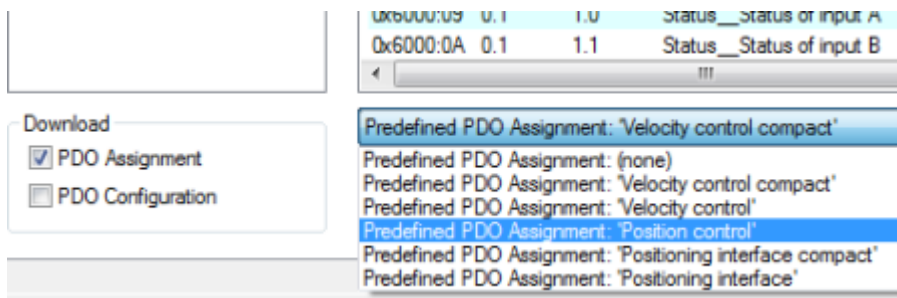 0x6000:09 0.1 1.0 Status__Status of input A
0x6000:0A 0.1 1.1 Status__Status of input B
Download
PDO Assignment
PDO Configuration
Predefined PDO Assignment: 'Velocity control compact'
Predefined PDO Assignment: (none)
Predefined PDO Assignment: 'Velocity control compact'
Predefined PDO Assignment: 'Velocity control'
Predefined PDO Assignment: 'Position control'
Predefined PDO Assignment: 'Positioning interface compact'
Predefined PDO Assignment: 'Positioning interface'